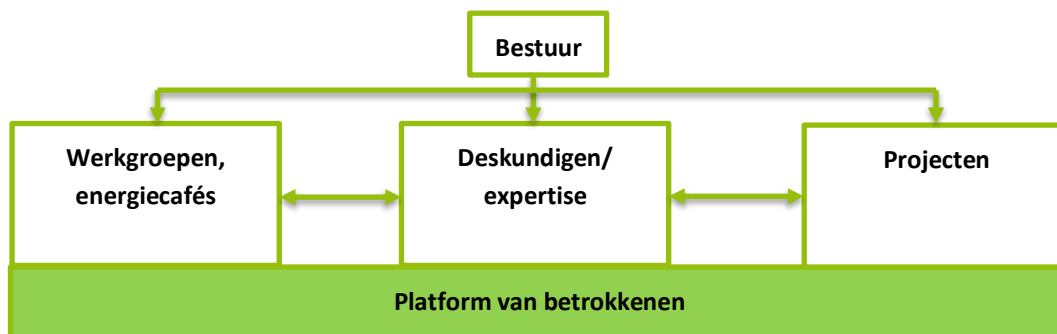 Bestuur
Werkgroepen,
energiecafés
Deskundigen/
expertise
Projecten
Platform van betrokkenen